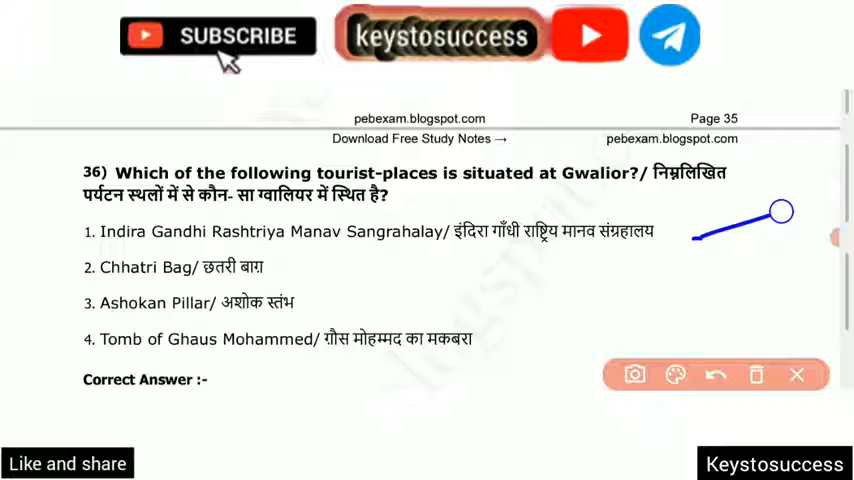 SUBSCRIBE
keystosuccess
pebexam.blogspot.com Page 35
Download Free Study Notes → pebexam.blogspot.com
36) Which of the following tourist-places is situated at Gwalior?/ निम्नलिखित
पर्यटन स्थलों में से कौन- सा ग्वालियर में स्थित है?
1. Indira Gandhi Rashtriya Manav Sangrahalay/ इंदिरा गाँधी राष्ट्रिय मानव संग्रहालय
2. Chhatri Bag/ छतरी बाग़
3. Ashokan Pillar/ अशोक स्तंभ
4. Tomb of Ghaus Mohammed/ ग़ौस मोहम्मद का मकबरा
Correct Answer :-
Like and share
Keystosuccess